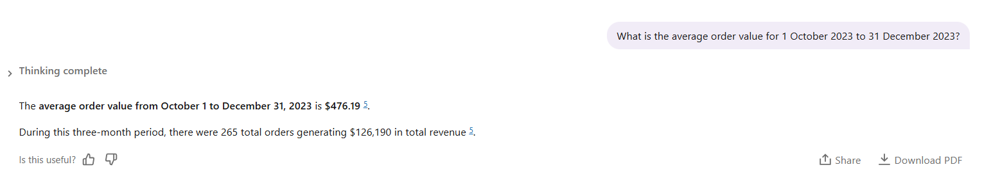 What is the average order value for 1 October 2023 to 31 December 2023?
Thinking complete
The average order value from October 1 to December 31, 2023 is $476.19 5.
During this three-month period, there were 265 total orders generating $126,190 in total revenue 5.
Is this useful?
Share
Download PDF